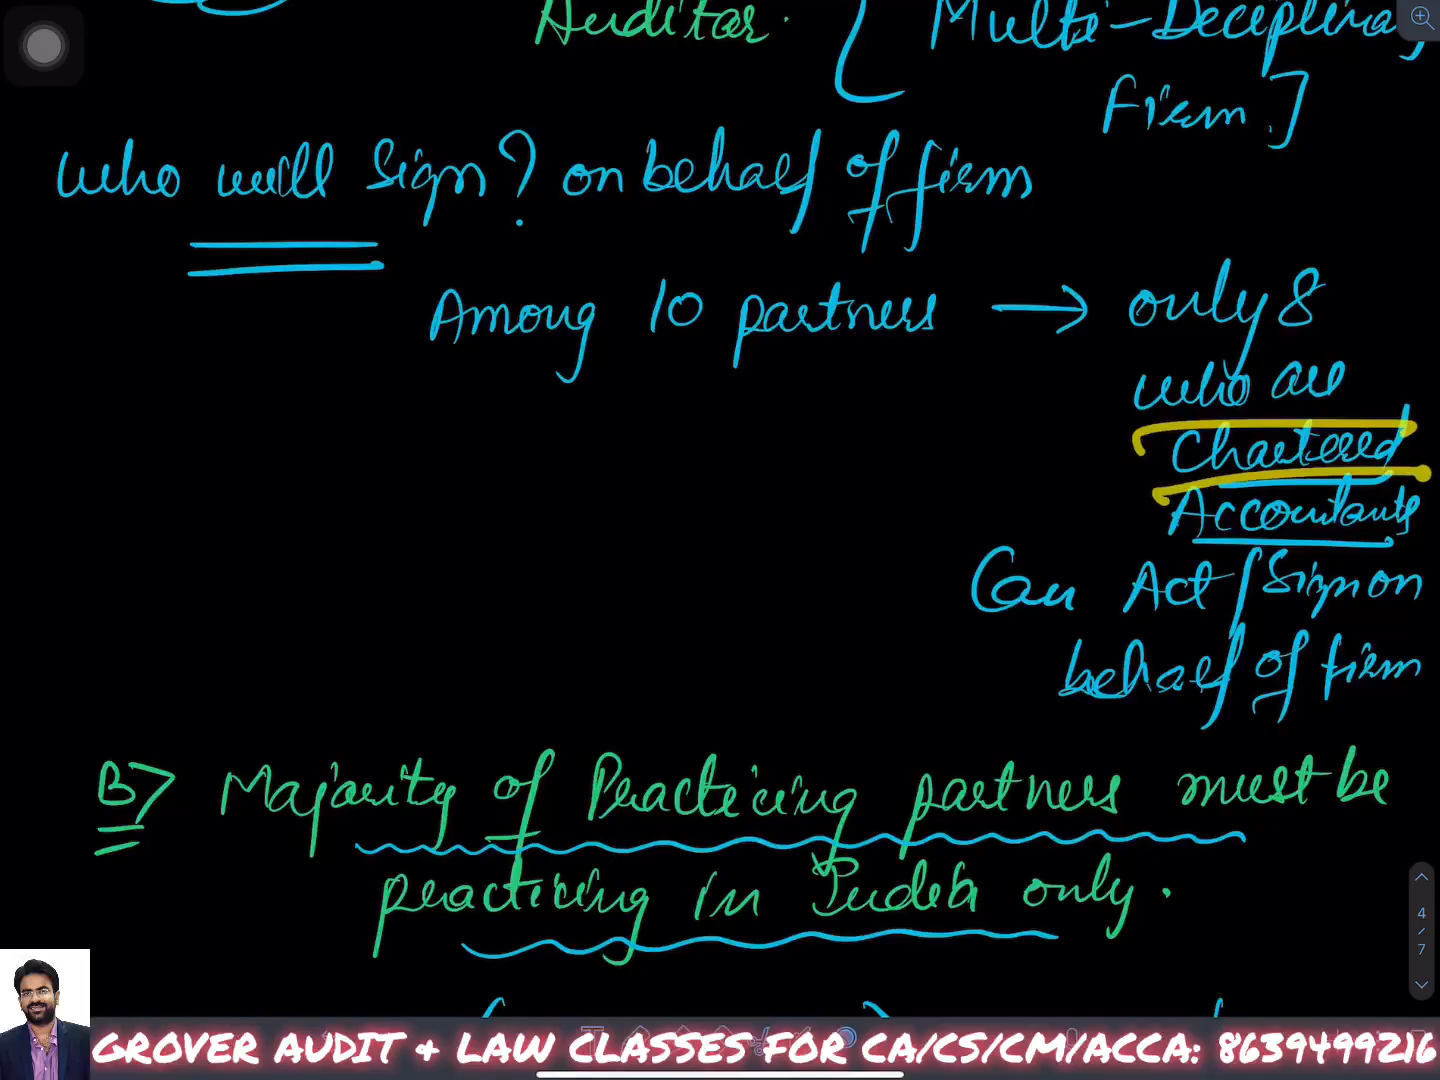 Auditor.
Multi-Deciplinary
Firm.]
who will sign? on behalf of firm
Among 10 partners → only 8
who are
Chartered
Accountants
Can Act/Sign on
behalf of firm
B> Majority of Practicing partners must be
practicing in India only.
4
/
7
GROVER AUDIT + LAW CLASSES FOR CA/CS/CM/ACCA: 8639499216